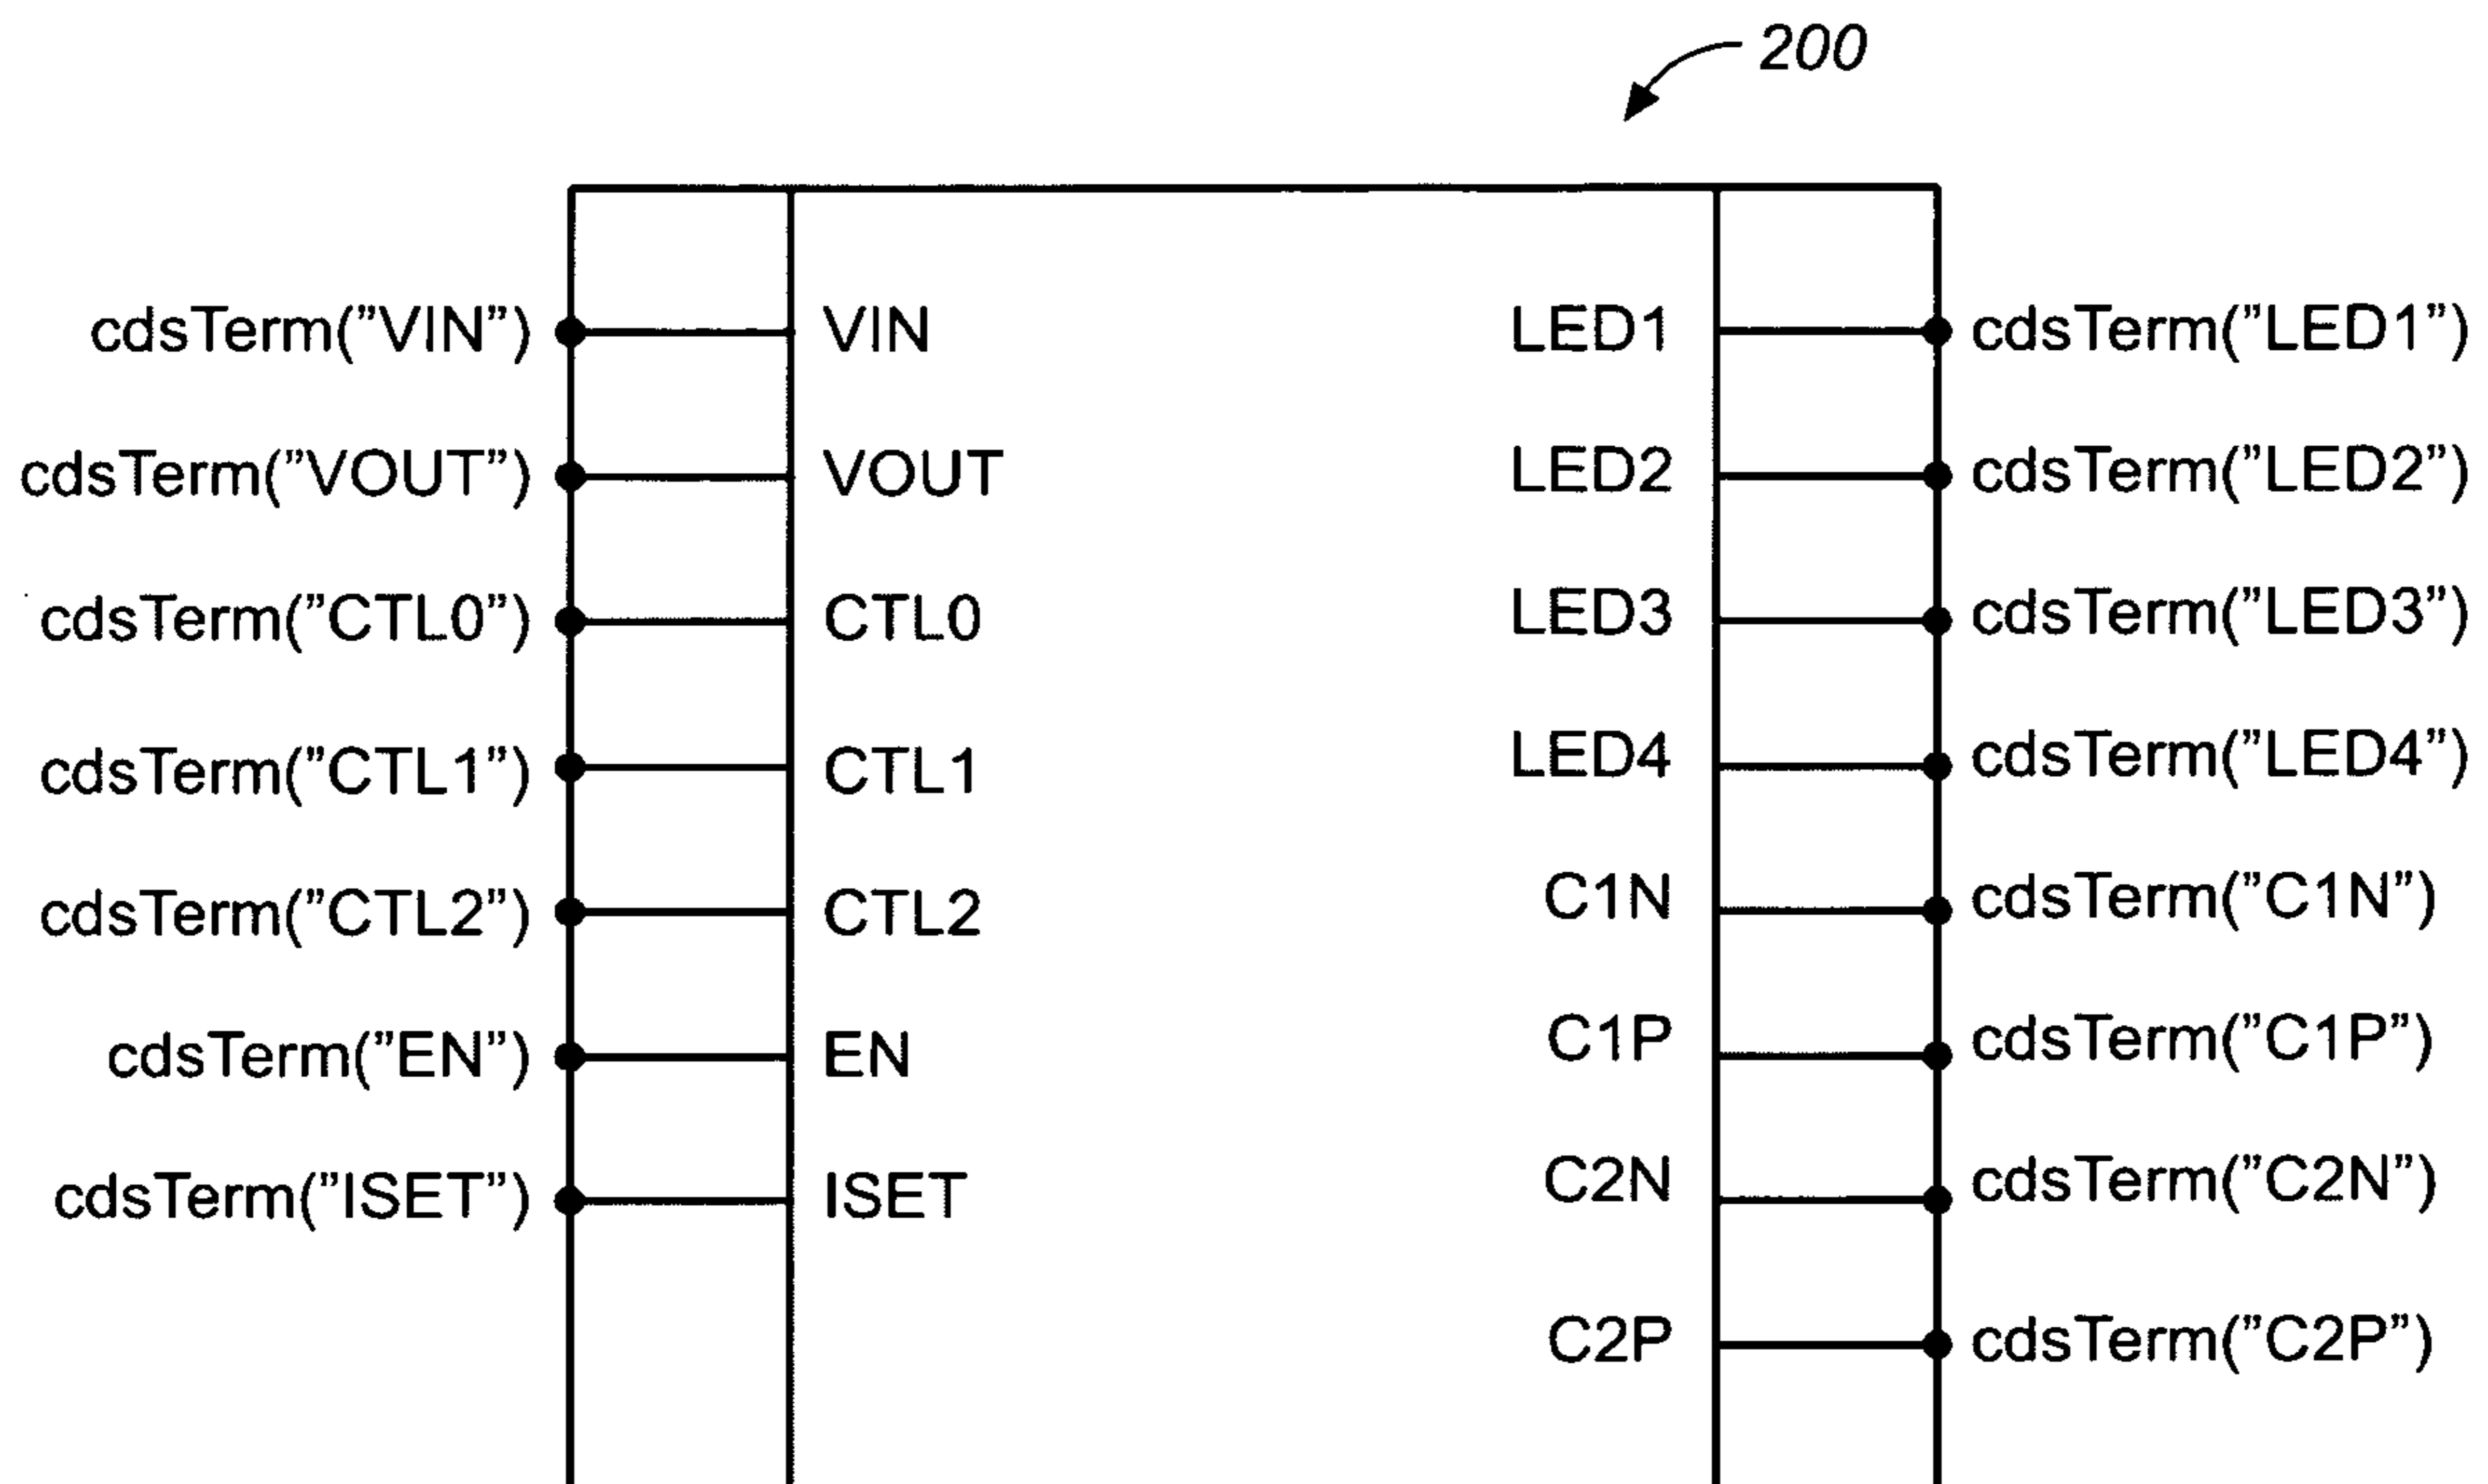 200
cdsTerm("VIN") VIN LED1 cdsTerm("LED1")
cdsTerm("VOUT") VOUT LED2 cdsTerm("LED2")
cdsTerm("CTL0") CTL0 LED3 cdsTerm("LED3")
cdsTerm("CTL1") CTL1 LED4 cdsTerm("LED4")
cdsTerm("CTL2") CTL2 C1N cdsTerm("C1N")
cdsTerm("EN") EN C1P cdsTerm("C1P")
cdsTerm("ISET") ISET C2N cdsTerm("C2N")
C2P cdsTerm("C2P")